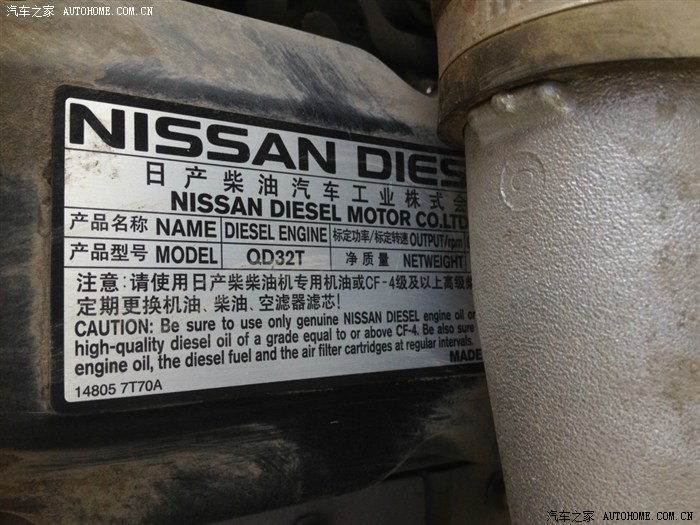 汽车之家 AUTOHOME.COM.CN
NISSAN DIES
日产柴油汽车工业株式会
NISSAN DIESEL MOTOR CO.LTD
产品名称 NAME DIESEL ENGINE 标定功率/标定转速 OUTPUT/rpm
产品型号 MODEL QD32T 净质量 NETWEIGHT
注意:请使用日产柴柴油机专用机油或CF-4级及以上高级柴
定期更换机油、柴油、空滤器滤芯!
CAUTION: Be sure to use only genuine NISSAN DIESEL engine oil or
high-quality diesel oil of a grade equal to or above CF-4. Be also sure
engine oil, the diesel fuel and the air filter cartridges at regular intervals.
MADE
14805 7T70A
汽车之家 AUTOHOME.COM.CN